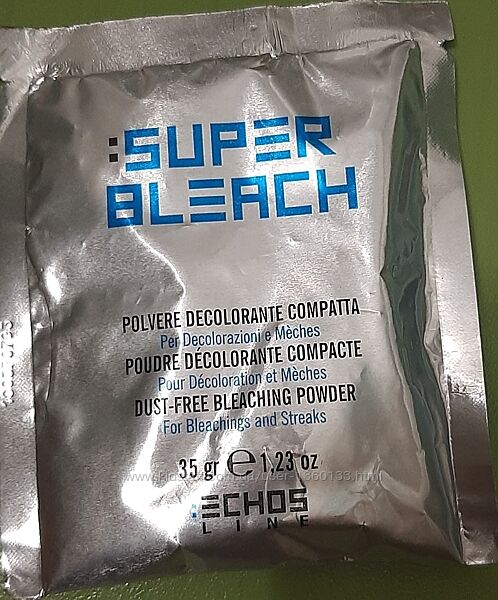 :SUPER
BLEACH
POLVERE DECOLORANTE COMPATTA
Per Decolorazioni e Mèches
POUDRE DÉCOLORANTE COMPACTE
Pour Décoloration et Mèches
DUST-FREE BLEACHING POWDER
For Bleachings and Streaks
35 gr ℮ 1,23 oz
:ECHOS
LINE